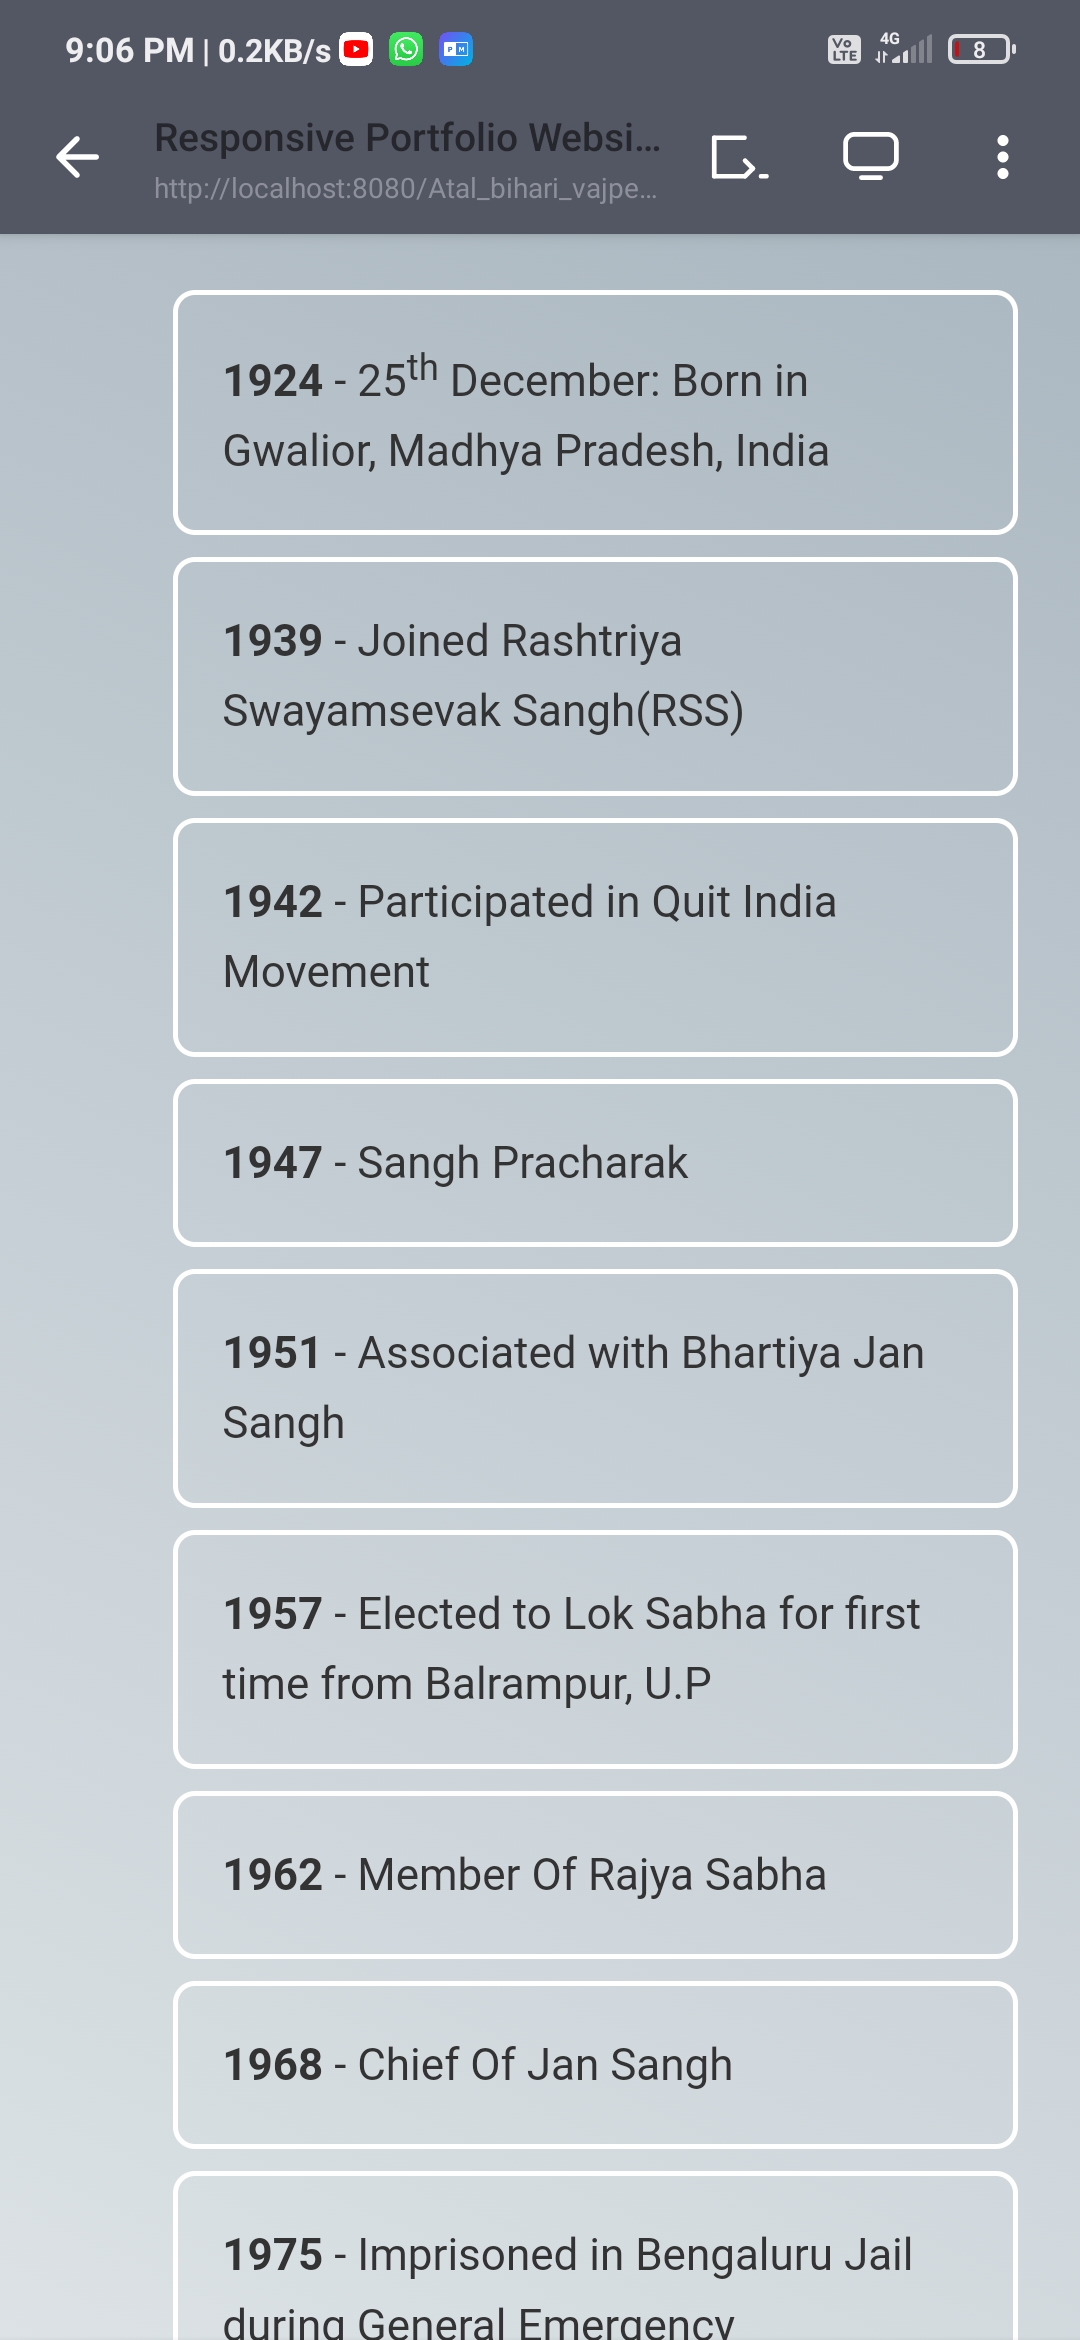 9:06 PM | 0.2KB/s
Vo LTE 4G 8
Responsive Portfolio Websi...
http://localhost:8080/Atal_bihari_vajpe...
1924 - 25th December: Born in
Gwalior, Madhya Pradesh, India
1939 - Joined Rashtriya
Swayamsevak Sangh(RSS)
1942 - Participated in Quit India
Movement
1947 - Sangh Pracharak
1951 - Associated with Bhartiya Jan
Sangh
1957 - Elected to Lok Sabha for first
time from Balrampur, U.P
1962 - Member Of Rajya Sabha
1968 - Chief Of Jan Sangh
1975 - Imprisoned in Bengaluru Jail
during General Emergency